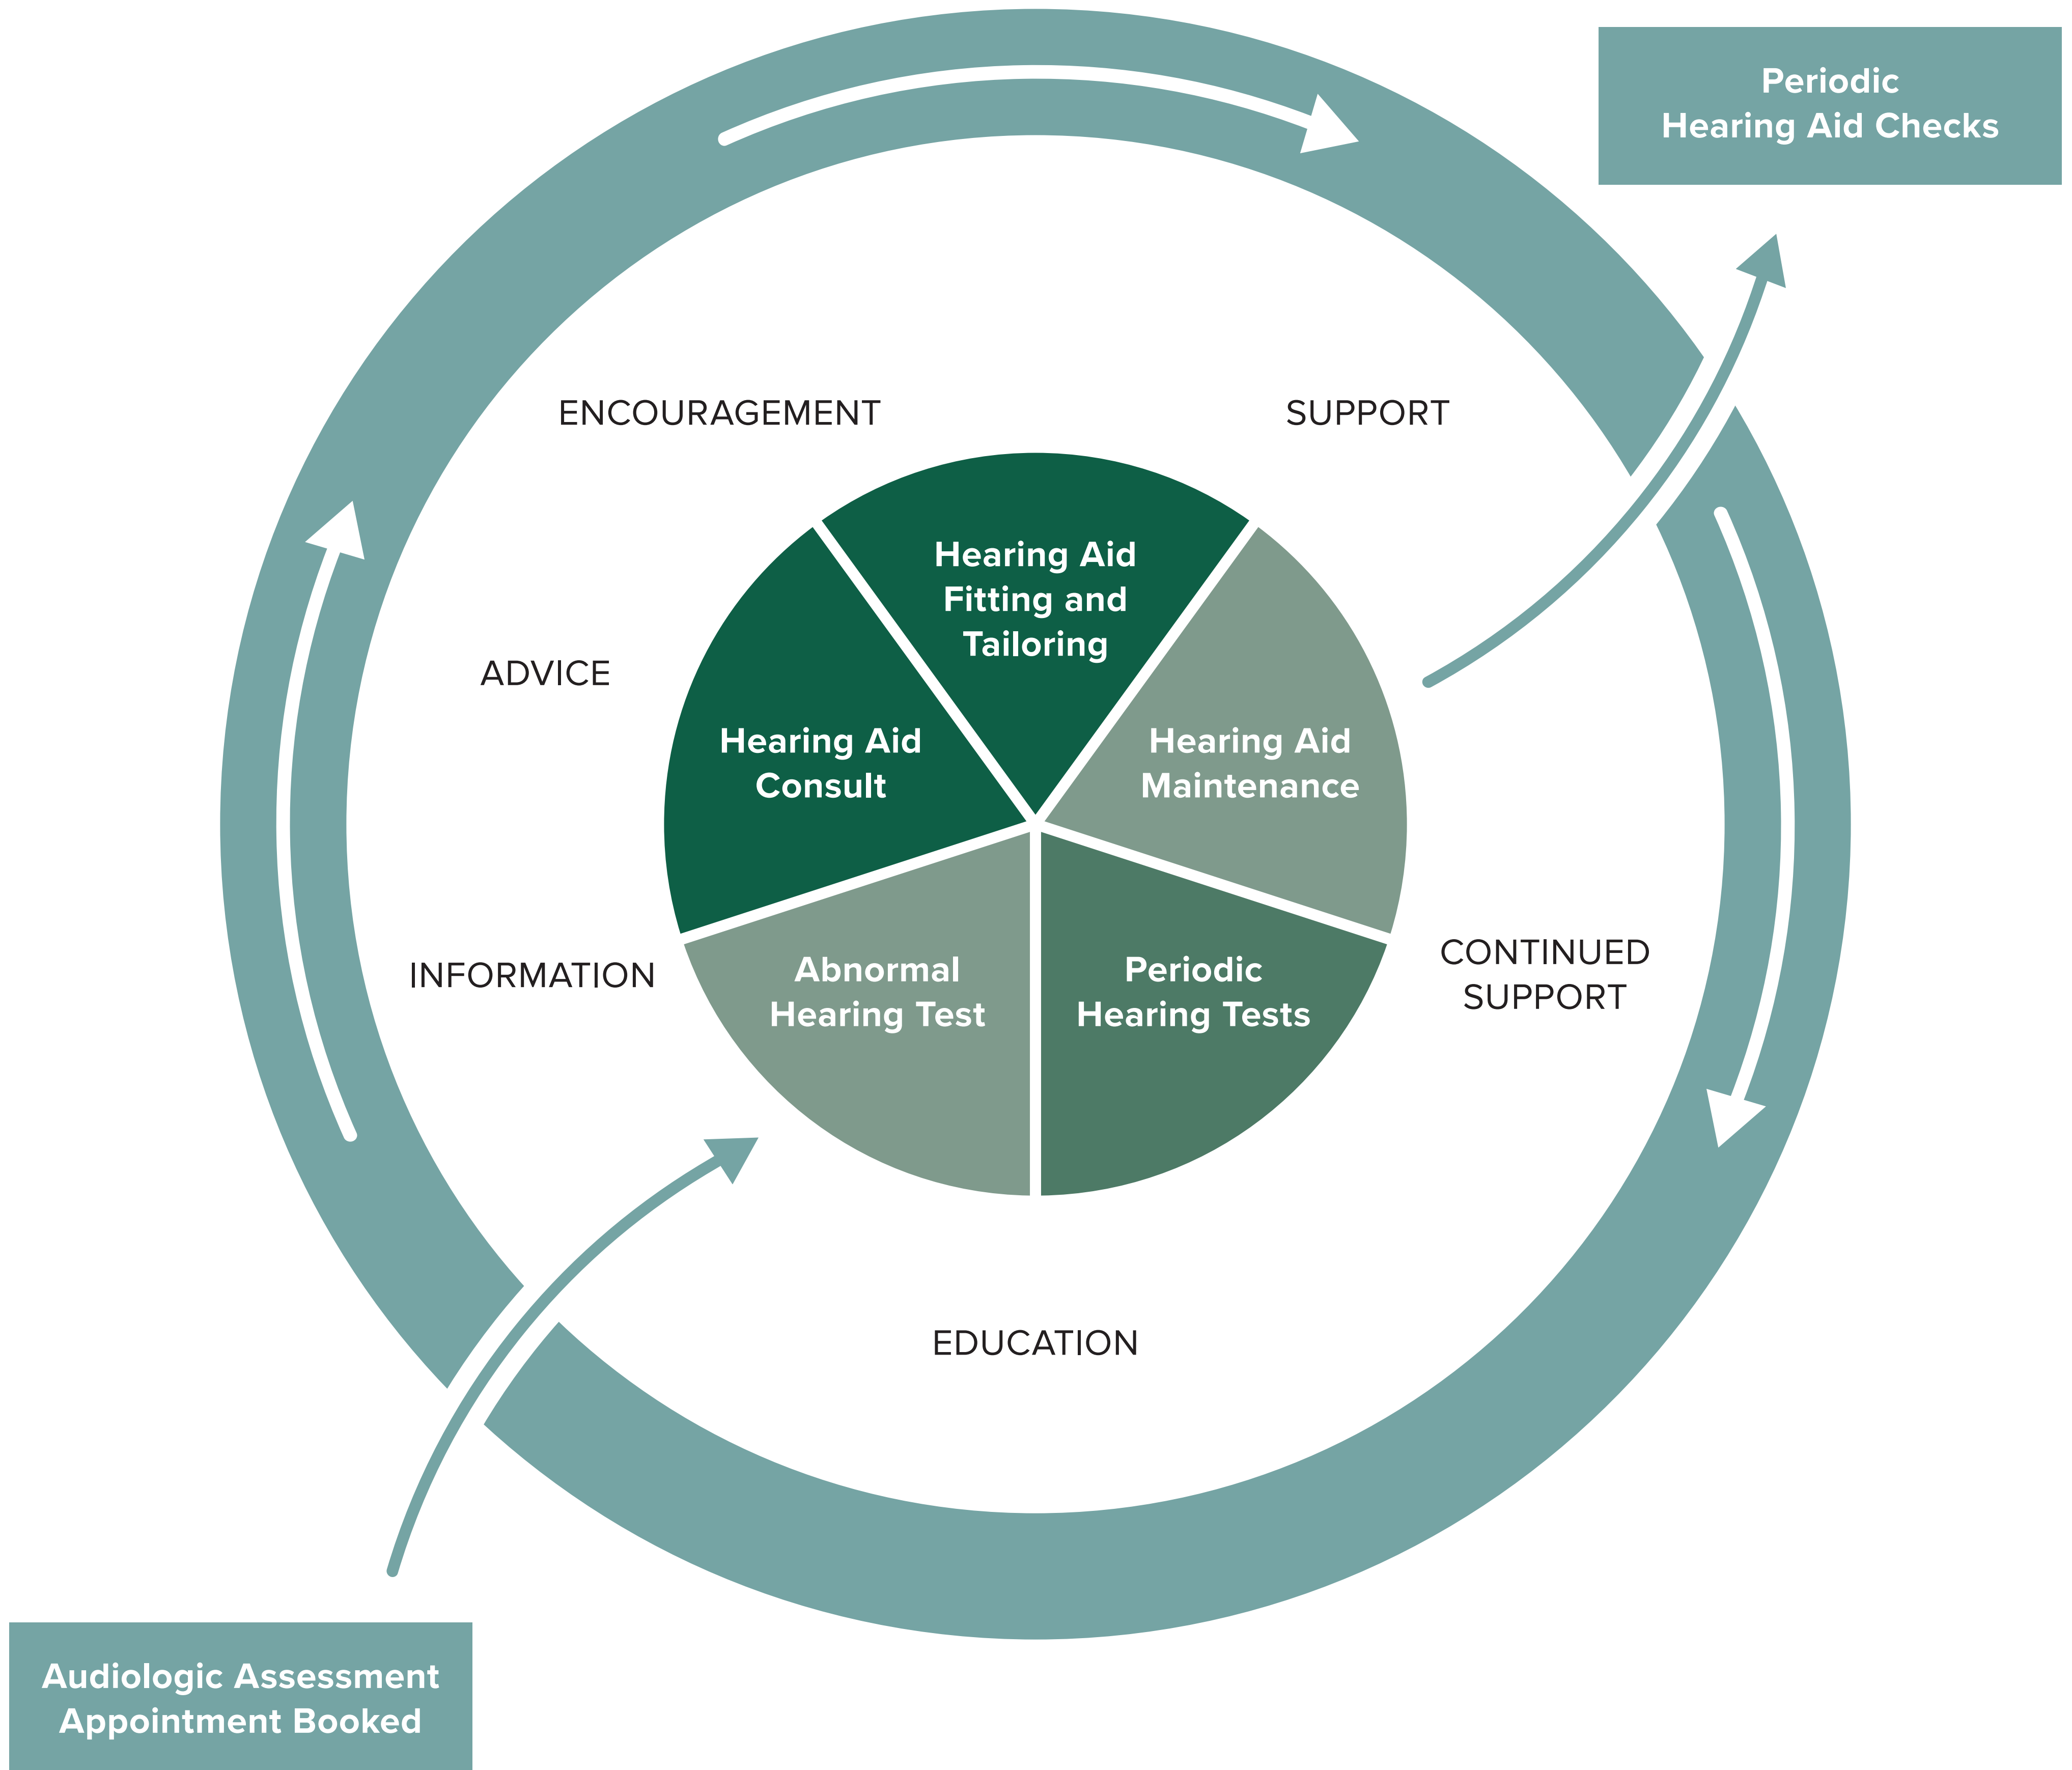 Periodic
Hearing Aid Checks
ENCOURAGEMENT
SUPPORT
Hearing Aid
Fitting and
Tailoring
ADVICE
Hearing Aid
Consult
Hearing Aid
Maintenance
INFORMATION
Abnormal
Hearing Test
Periodic
Hearing Tests
CONTINUED
SUPPORT
EDUCATION
Audiologic Assessment
Appointment Booked